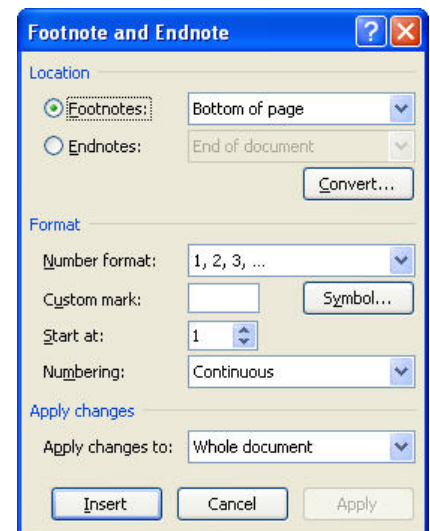 Footnote and Endnote
Location
Footnotes: Bottom of page
Endnotes: End of document
Convert...
Format
Number format: 1, 2, 3, ...
Custom mark: Symbol...
Start at: 1
Numbering: Continuous
Apply changes
Apply changes to: Whole document
Insert Cancel Apply